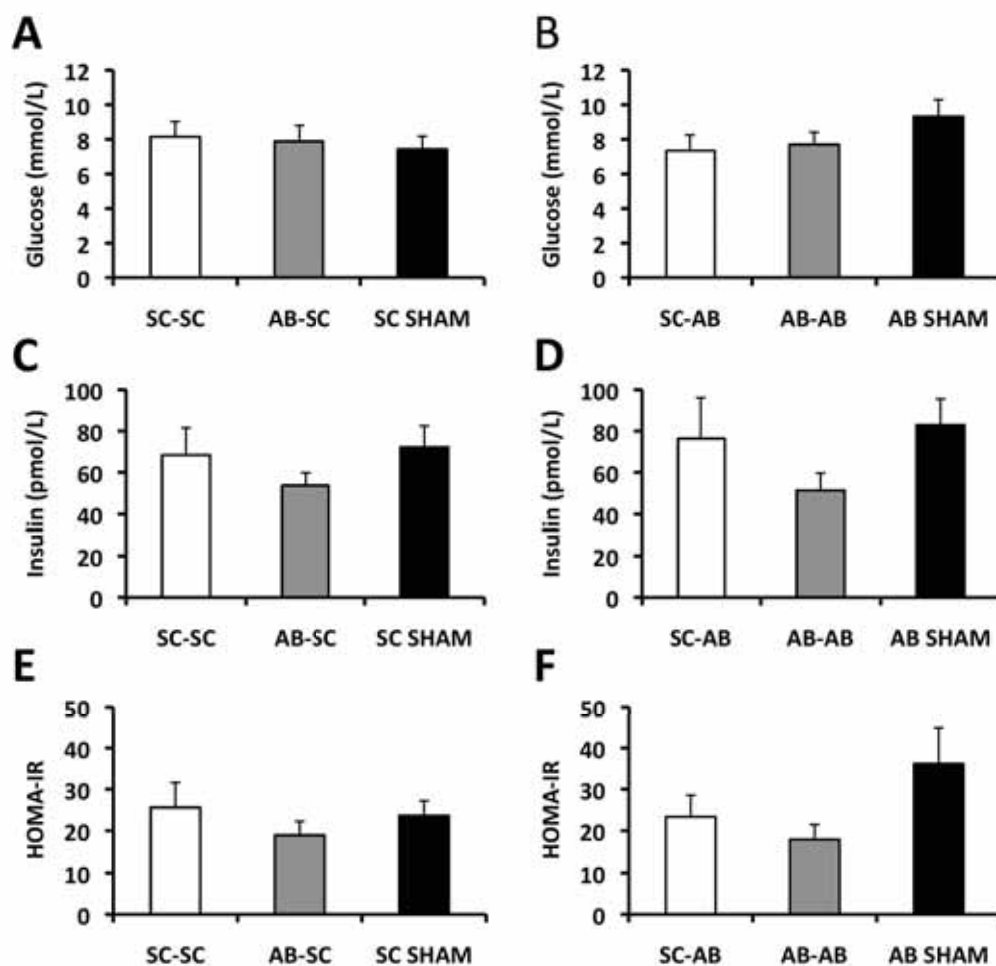 A
Glucose (mmol/L)
12
10
8
6
4
2
0
SC-SC AB-SC SC SHAM
B
Glucose (mmol/L)
12
10
8
6
4
2
0
SC-AB AB-AB AB SHAM
C
Insulin (pmol/L)
100
80
60
40
20
0
SC-SC AB-SC SC SHAM
D
Insulin (pmol/L)
100
80
60
40
20
0
SC-AB AB-AB AB SHAM
E
HOMA-IR
50
40
30
20
10
0
SC-SC AB-SC SC SHAM
F
HOMA-IR
50
40
30
20
10
0
SC-AB AB-AB AB SHAM